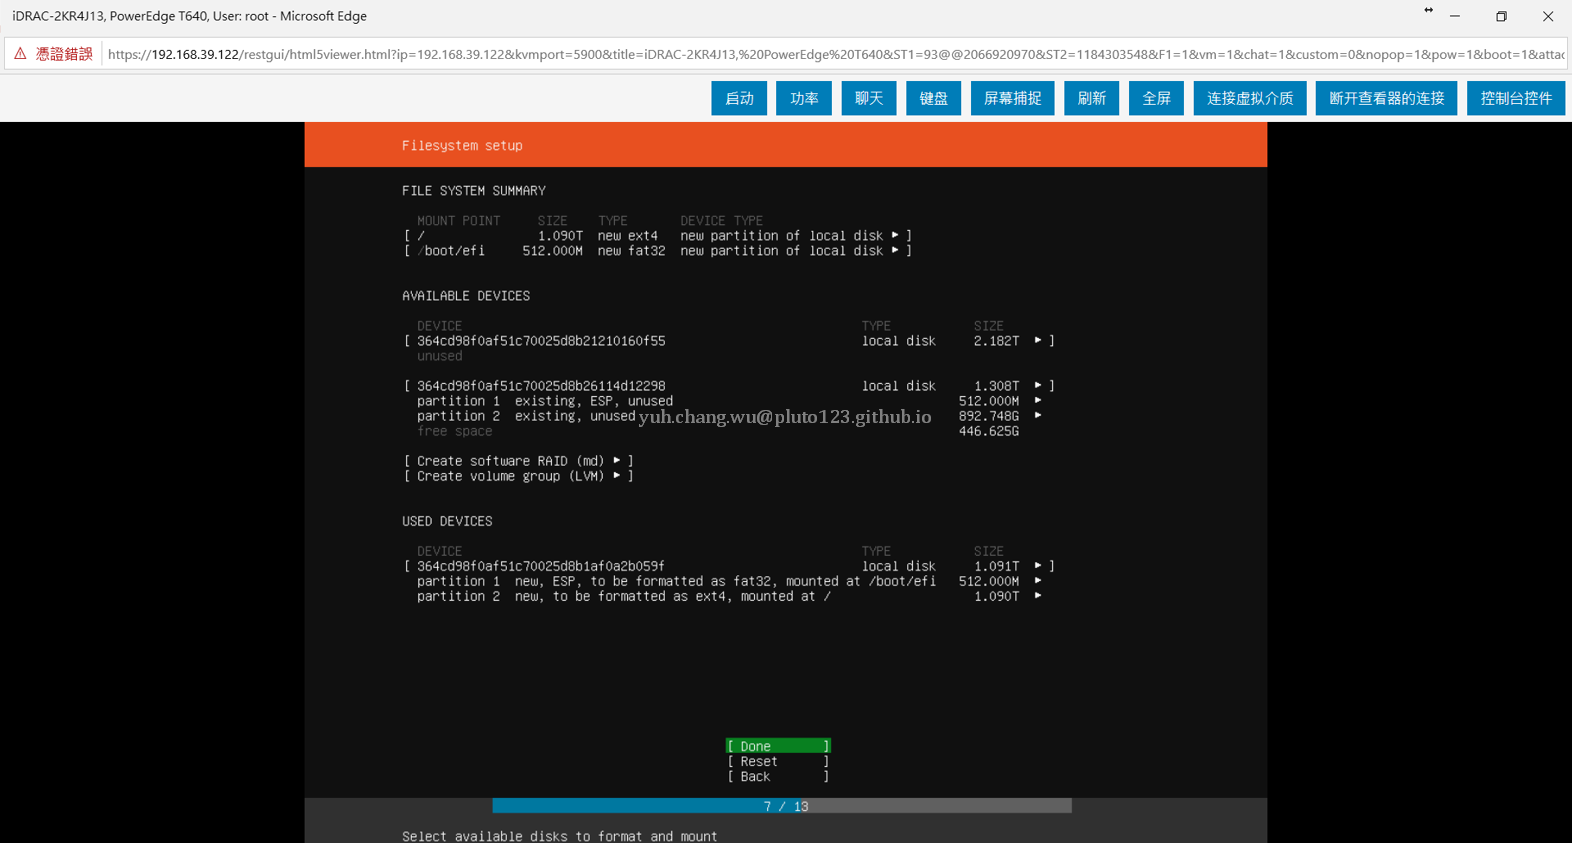 iDRAC-2KR4J13, PowerEdge T640, User: root - Microsoft Edge
憑證錯誤 https://192.168.39.122/restgui/html5viewer.html?ip=192.168.39.122&kvmport=5900&title=iDRAC-2KR4J13,%20PowerEdge%20T640&ST1=93@@2066920970&ST2=1184303548&F1=1&vm=1&chat=1&custom=0&nopop=1&pow=1&boot=1&attac
启动 功率 聊天 键盘 屏幕捕捉 刷新 全屏 连接虚拟介质 断开查看器的连接 控制台控件
Filesystem setup
FILE SYSTEM SUMMARY
MOUNT POINT SIZE TYPE DEVICE TYPE
[ / 1.090T new ext4 new partition of local disk ▸ ]
[ /boot/efi 512.000M new fat32 new partition of local disk ▸ ]
AVAILABLE DEVICES
DEVICE TYPE SIZE
[ 364cd98f0af51c70025d8b21210160f55 local disk 2.182T ▸ ]
unused
[ 364cd98f0af51c70025d8b26114d12298 local disk 1.308T ▸ ]
partition 1 existing, ESP, unused 512.000M ▸
partition 2 existing, unused 892.748G ▸
yuh.chang.wu@pluto123.github.io
free space 446.625G
[ Create software RAID (md) ▸ ]
[ Create volume group (LVM) ▸ ]
USED DEVICES
DEVICE TYPE SIZE
[ 364cd98f0af51c70025d8b1af0a2b059f local disk 1.091T ▸ ]
partition 1 new, ESP, to be formatted as fat32, mounted at /boot/efi 512.000M ▸
partition 2 new, to be formatted as ext4, mounted at / 1.090T ▸
[ Done ]
[ Reset ]
[ Back ]
7 / 13
Select available disks to format and mount